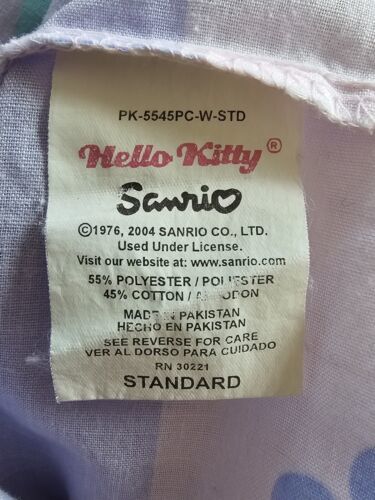 PK-5545PC-W-STD
Hello Kitty®
Sanrio
©1976, 2004 SANRIO CO., LTD.
Used Under License.
Visit our website at: www.sanrio.com
55% POLYESTER /
45% COTTON /
MADE IN PAKISTAN
HECHO EN PAKISTAN
SEE REVERSE FOR CARE
VER AL DORSO PARA CUIDADO
RN 30221
STANDARD